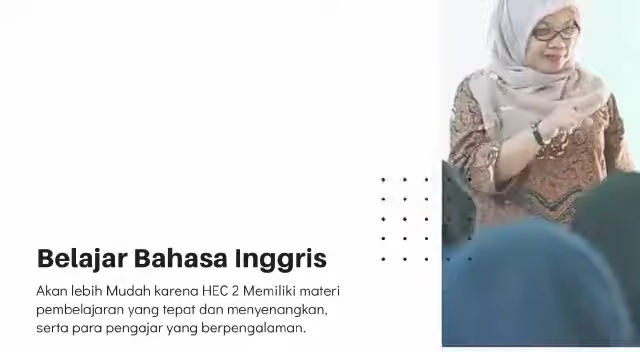 Belajar Bahasa Inggris
Akan lebih Mudah karena HEC 2 Memiliki materi
pembelajaran yang tepat dan menyenangkan,
serta para pengajar yang berpengalaman.